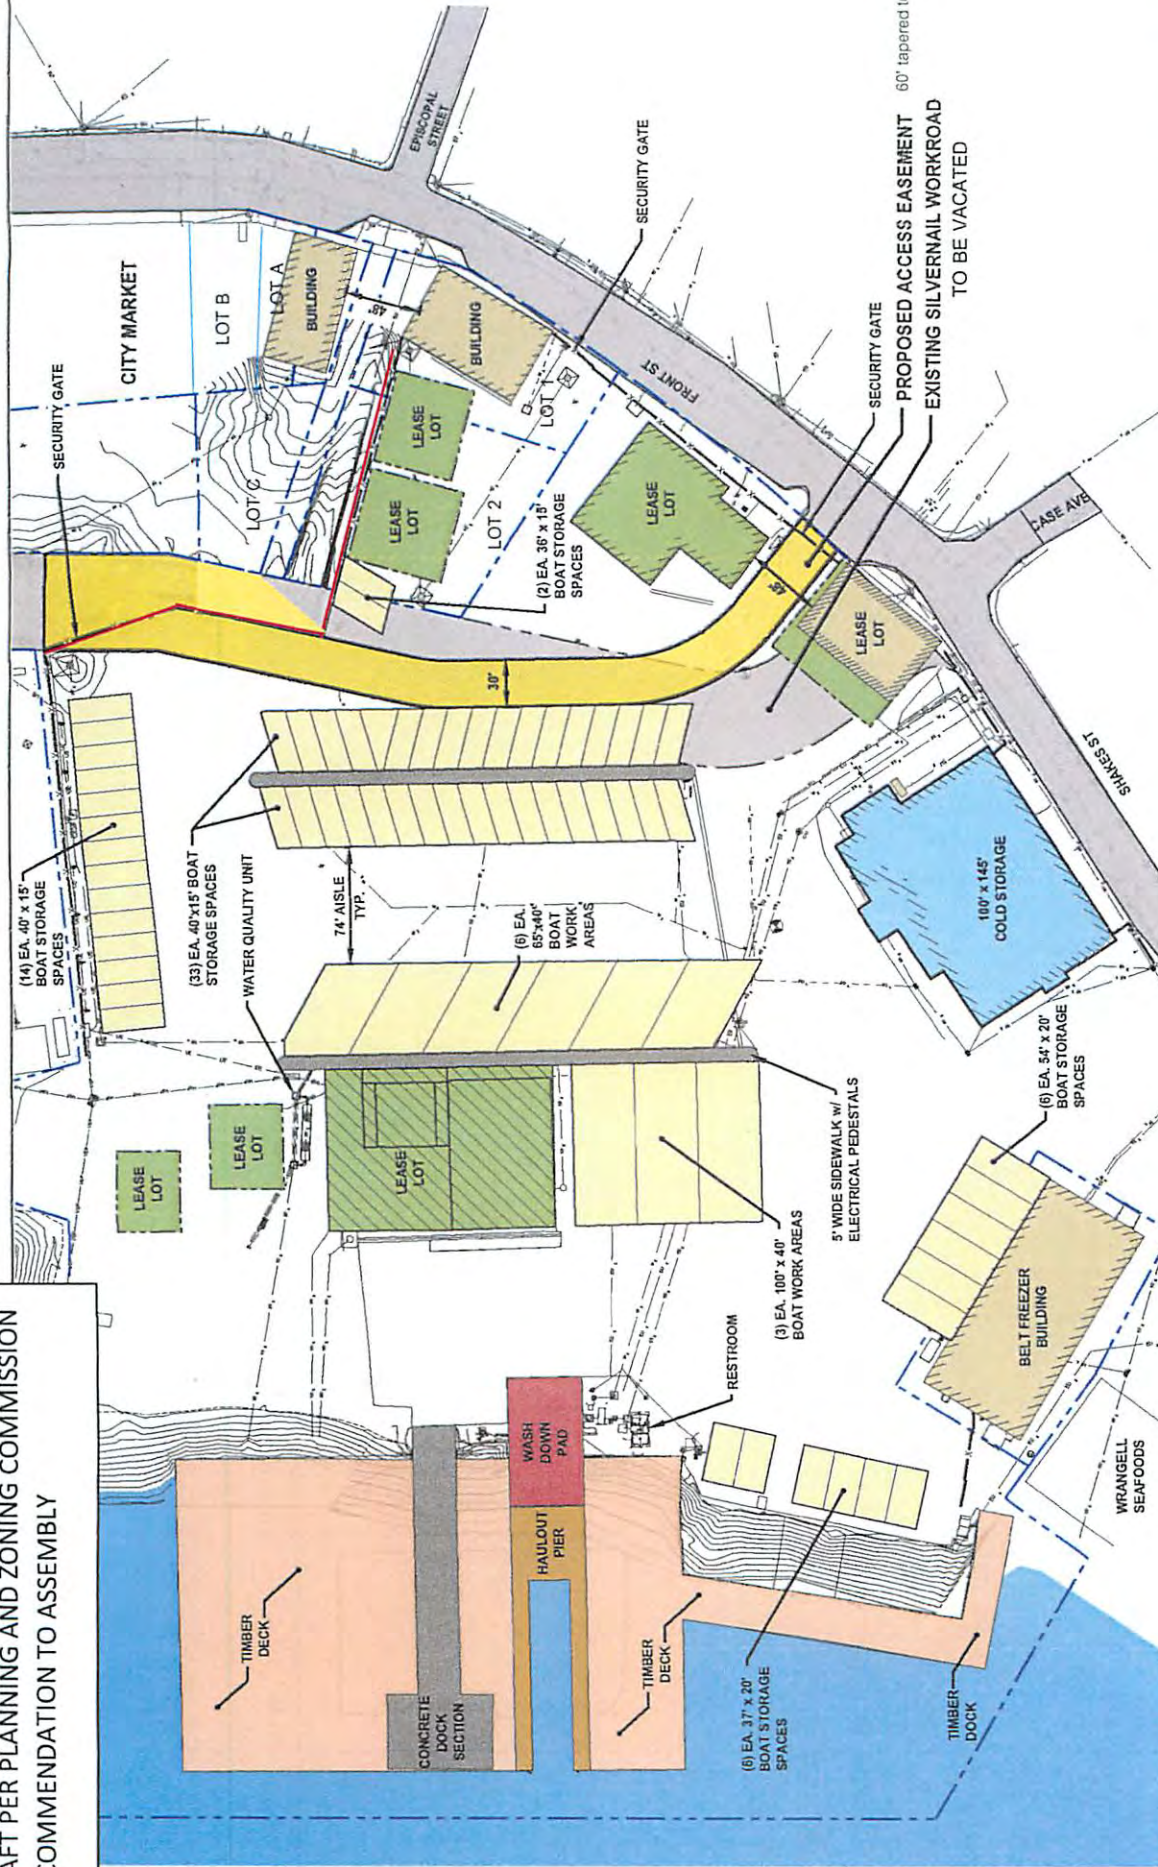 AFT PER PLANNING AND ZONING COMMISSION
COMMENDATION TO ASSEMBLY
EPISCOPAL
STREET
SECURITY GATE
CITY MARKET
LOT B
LOT A
BUILDING
48'
BUILDING
SECURITY GATE
LOT C
LEASE
LOT
LEASE
LOT
LOT 1
LOT 2
FRONT ST
(2) EA. 36' x 15'
BOAT STORAGE
SPACES
LEASE
LOT
SECURITY GATE
PROPOSED ACCESS EASEMENT
60' tapered
EXISTING SILVERNAIL WORKROAD
TO BE VACATED
CASE AVE
48'
LEASE
LOT
30'
SHAKES ST
(14) EA. 40' x 15'
BOAT STORAGE
SPACES
(33) EA. 40'x15' BOAT
STORAGE SPACES
WATER QUALITY UNIT
74' AISLE
TYP.
(6) EA.
65'x40'
BOAT
WORK
AREAS
100' x 145'
COLD STORAGE
LEASE
LOT
LEASE
LOT
LEASE
LOT
5' WIDE SIDEWALK w/
ELECTRICAL PEDESTALS
(3) EA. 100' x 40'
BOAT WORK AREAS
(6) EA. 54' x 20'
BOAT STORAGE
SPACES
BELT FREEZER
BUILDING
RESTROOM
WASH
DOWN
PAD
HAULOUT
PIER
WRANGELL
SEAFOODS
TIMBER
DECK
CONCRETE
DOCK
SECTION
TIMBER
DECK
(6) EA. 37' x 20'
BOAT STORAGE
SPACES
TIMBER
DOCK